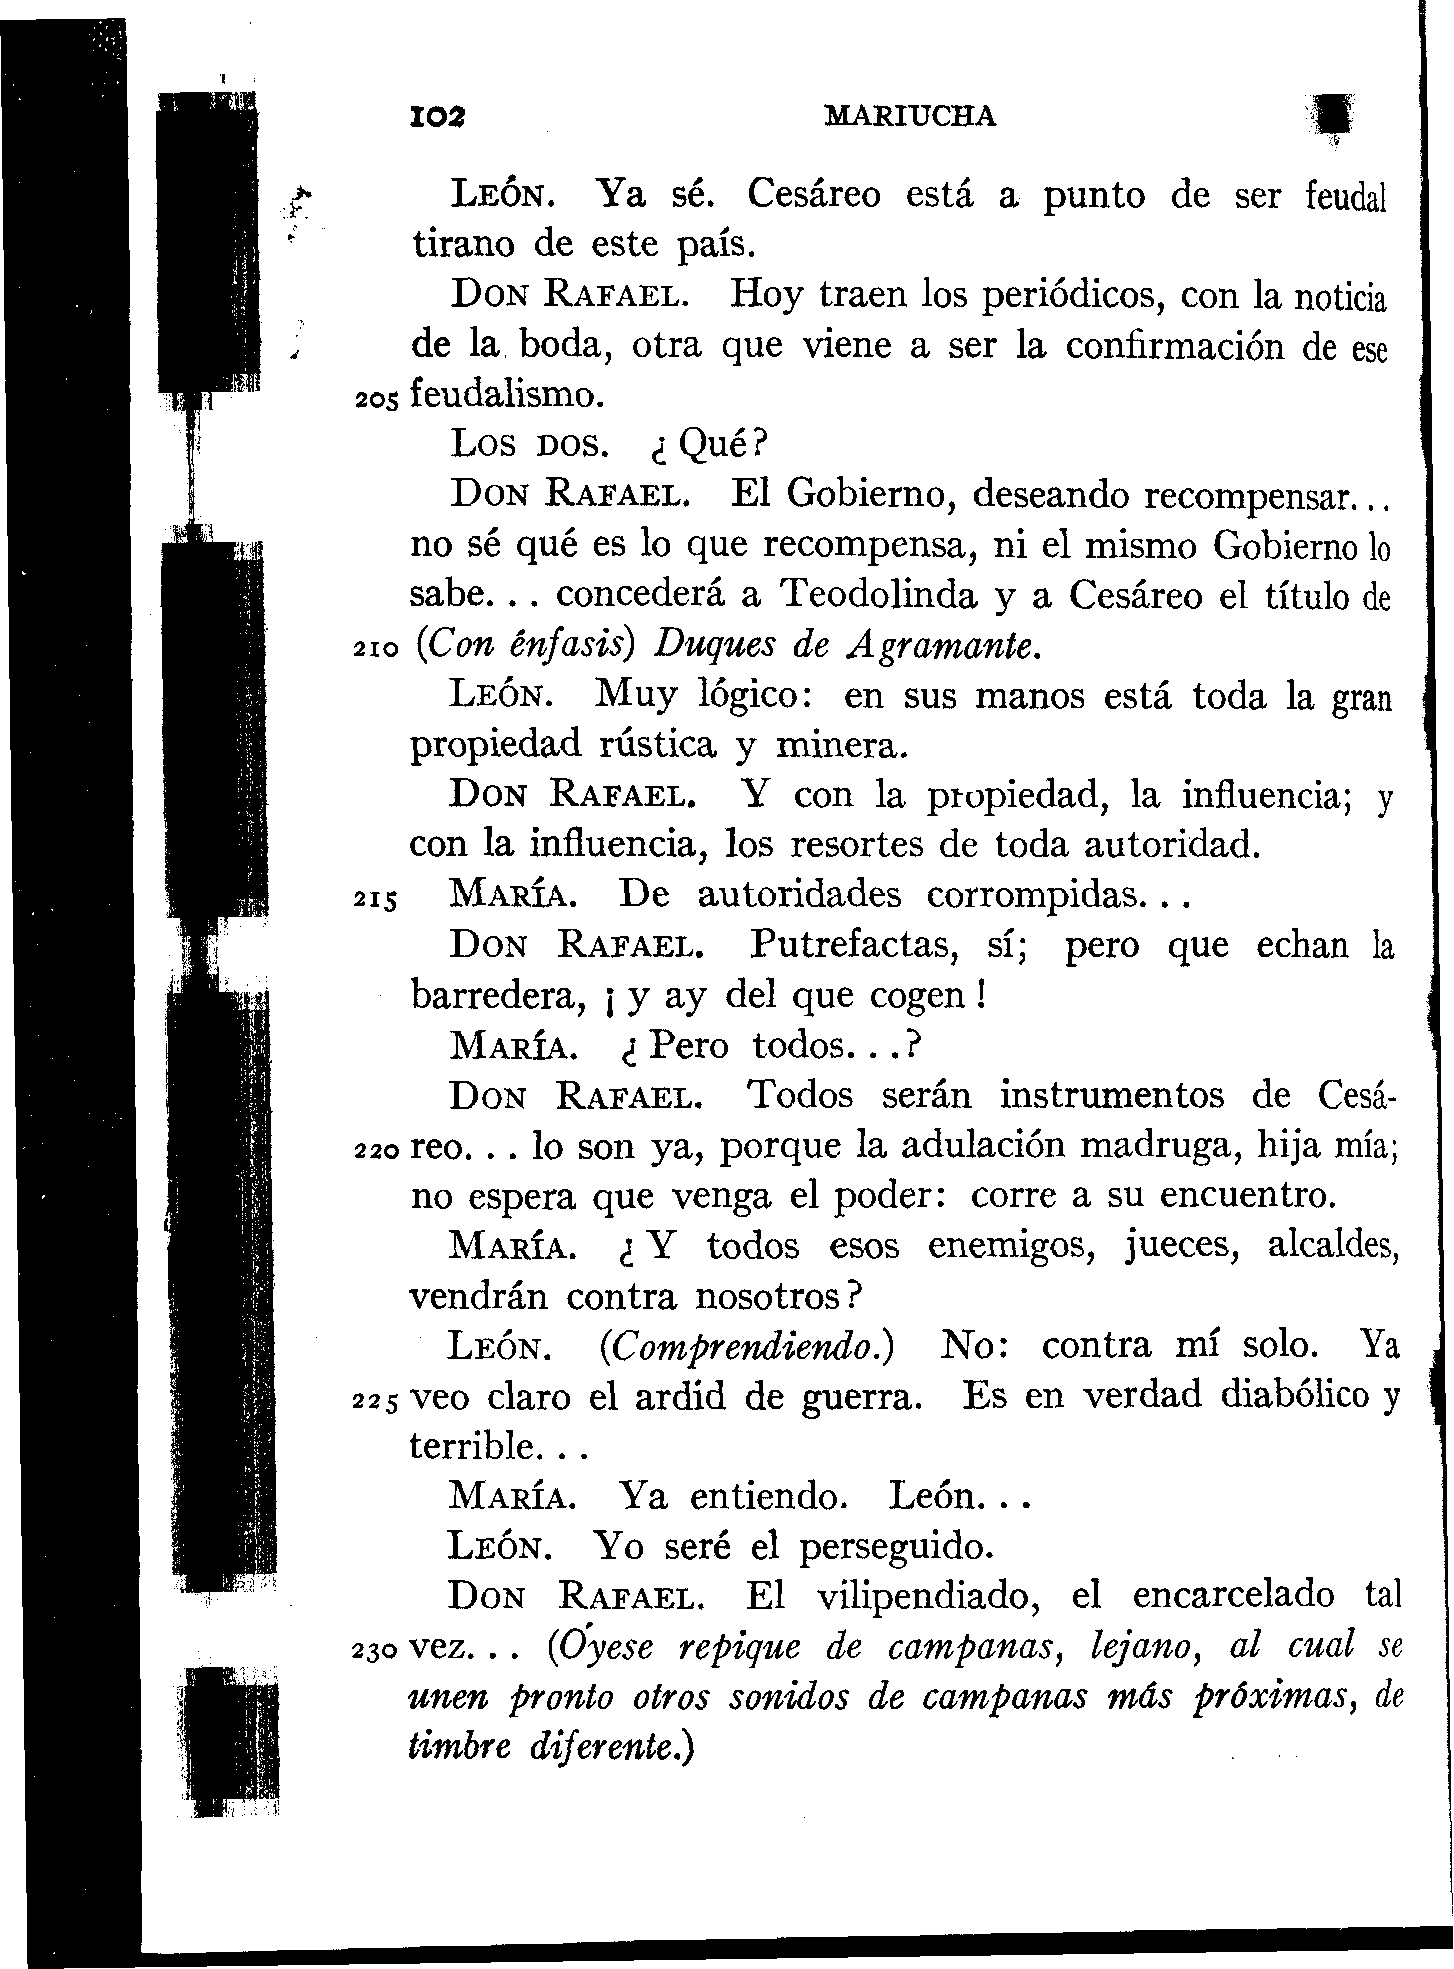 102 MARIUCHA
LEÓN. Ya sé. Cesáreo está a punto de ser feudal
tirano de este país.
DON RAFAEL. Hoy traen los periódicos, con la noticia
de la boda, otra que viene a ser la confirmación de ese
205 feudalismo.
LOS DOS. ¿Qué?
DON RAFAEL. El Gobierno, deseando recompensar...
no sé qué es lo que recompensa, ni el mismo Gobierno lo
sabe... concederá a Teodolinda y a Cesáreo el título de
210 (Con énfasis) Duques de Agramante.
LEÓN. Muy lógico: en sus manos está toda la gran
propiedad rústica y minera.
DON RAFAEL. Y con la propiedad, la influencia; y
con la influencia, los resortes de toda autoridad.
215 MARÍA. De autoridades corrompidas...
DON RAFAEL. Putrefactas, sí; pero que echan la
barredera, ¡y ay del que cogen!
MARÍA. ¿Pero todos...?
DON RAFAEL. Todos serán instrumentos de Cesá-
220 reo... lo son ya, porque la adulación madruga, hija mía;
no espera que venga el poder: corre a su encuentro.
MARÍA. ¿Y todos esos enemigos, jueces, alcaldes,
vendrán contra nosotros?
LEÓN. (Comprendiendo.) No: contra mí solo. Ya
225 veo claro el ardid de guerra. Es en verdad diabólico y
terrible...
MARÍA. Ya entiendo. León...
LEÓN. Yo seré el perseguido.
DON RAFAEL. El vilipendiado, el encarcelado tal
230 vez... (Óyese repique de campanas, lejano, al cual se
unen pronto otros sonidos de campanas más próximas, de
timbre diferente.)